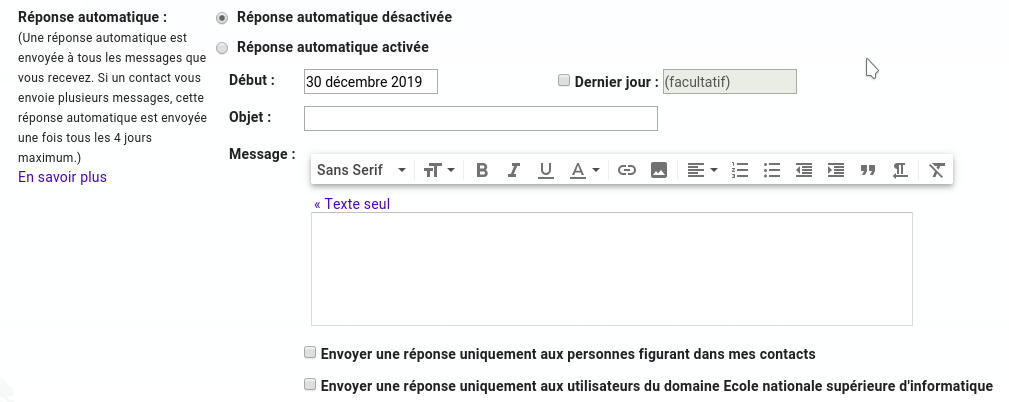 Réponse automatique :
(Une réponse automatique est
envoyée à tous les messages que
vous recevez. Si un contact vous
envoie plusieurs messages, cette
réponse automatique est envoyée
une fois tous les 4 jours
maximum.)
En savoir plus
Réponse automatique désactivée
Réponse automatique activée
Début : 30 décembre 2019 Dernier jour : (facultatif)
Objet :
Message :
Sans Serif
« Texte seul
Envoyer une réponse uniquement aux personnes figurant dans mes contacts
Envoyer une réponse uniquement aux utilisateurs du domaine Ecole nationale supérieure d'informatique